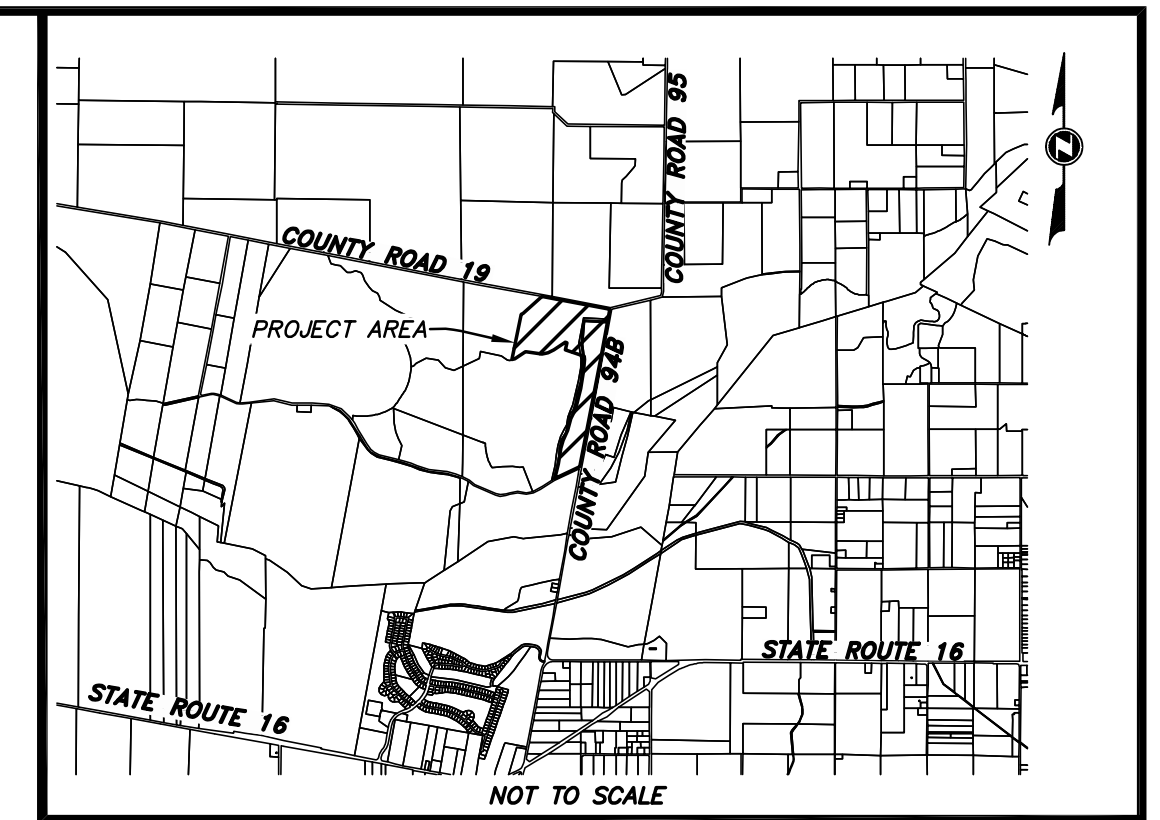 COUNTY ROAD 95
COUNTY ROAD 19
PROJECT AREA
COUNTY ROAD 94B
STATE ROUTE 16
STATE ROUTE 16
NOT TO SCALE